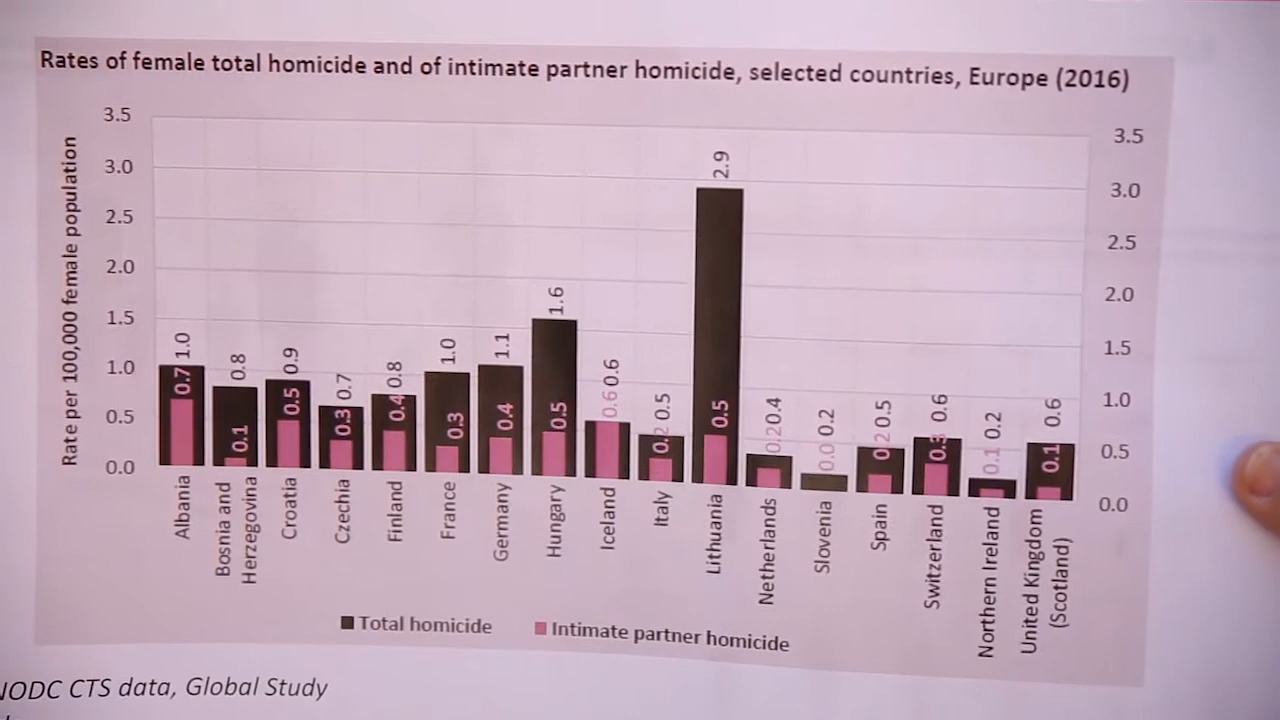 Rates of female total homicide and of intimate partner homicide, selected countries, Europe (2016)
Rate per 100,000 female population
3.5
3.0
2.5
2.0
1.5
1.0
0.5
0.0
3.5
3.0
2.5
2.0
1.5
1.0
0.5
0.0
1.0
0.7
0.8
0.1
0.9
0.5
0.7
0.3
0.8
0.4
1.0
0.3
1.1
0.4
1.6
0.5
0.6
0.6
0.5
0.2
2.9
0.5
0.4
0.2
0.2
0.0
0.5
0.2
0.6
0.3
0.2
0.1
0.6
0.1
Albania
Bosnia and
Herzegovina
Croatia
Czechia
Finland
France
Germany
Hungary
Iceland
Italy
Lithuania
Netherlands
Slovenia
Spain
Switzerland
Northern Ireland
United Kingdom
(Scotland)
Total homicide
Intimate partner homicide
CTS data, Global Study